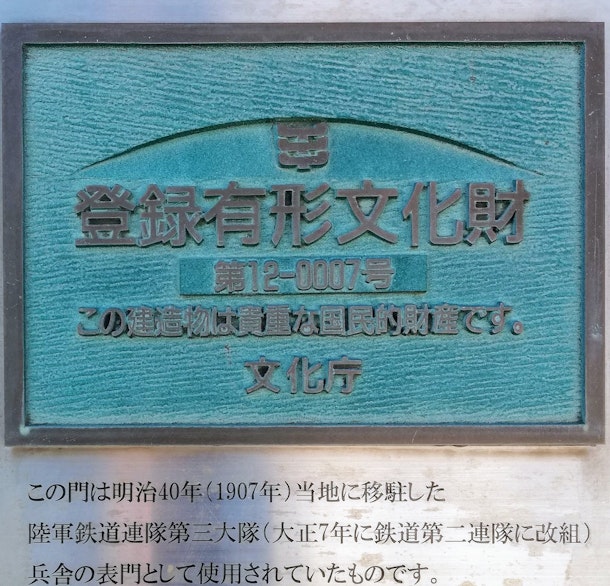 登録有形文化財
第12-0007号
この建造物は貴重な国民的財産です。
文化庁
この門は明治40年(1907年)当地に移駐した
陸軍鉄道連隊第三大隊(大正7年に鉄道第二連隊に改組)
兵舎の表門として使用されていたものです。